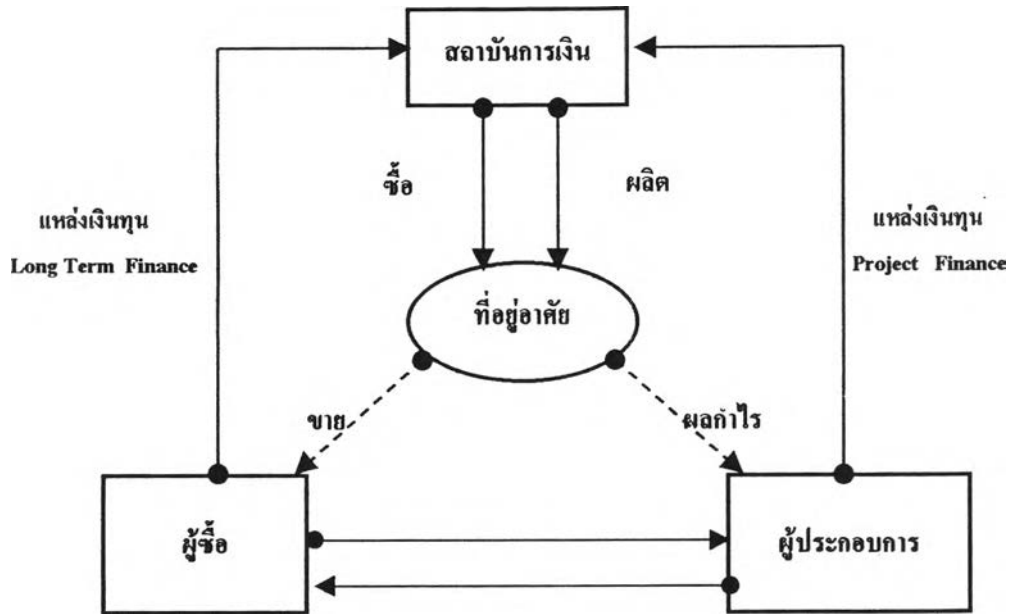 สถาบันการเงิน
ซื้อ
ผลิต
แหล่งเงินทุน
Long Term Finance
แหล่งเงินทุน
Project Finance
ที่อยู่อาศัย
ขาย
ผลกำไร
ผู้ซื้อ
ผู้ประกอบการ